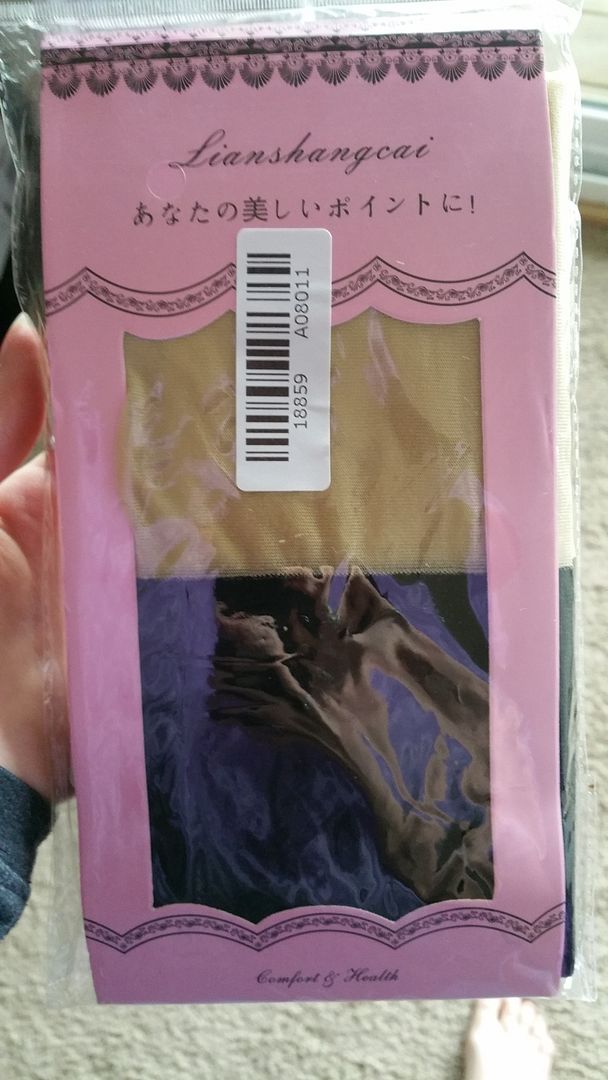 Lianshangcai
あなたの美しいポイントに!
18859 A08011
Comfort & Health